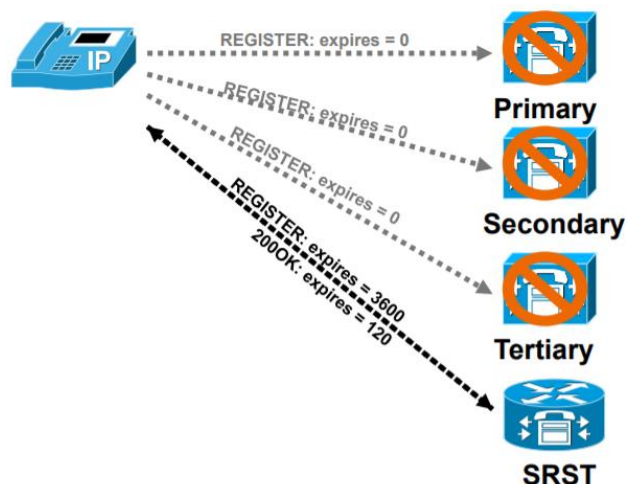 REGISTER: expires = 0
IP
Primary
REGISTER: expires = 0
REGISTER: expires = 0
Secondary
REGISTER: expires = 3600
200OK: expires = 120
Tertiary
SRST